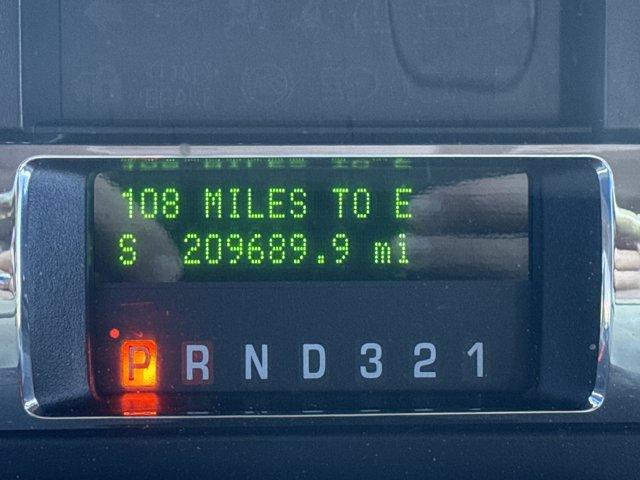 108 MILES TO E
S 209689.9 mi
P R N D 3 2 1